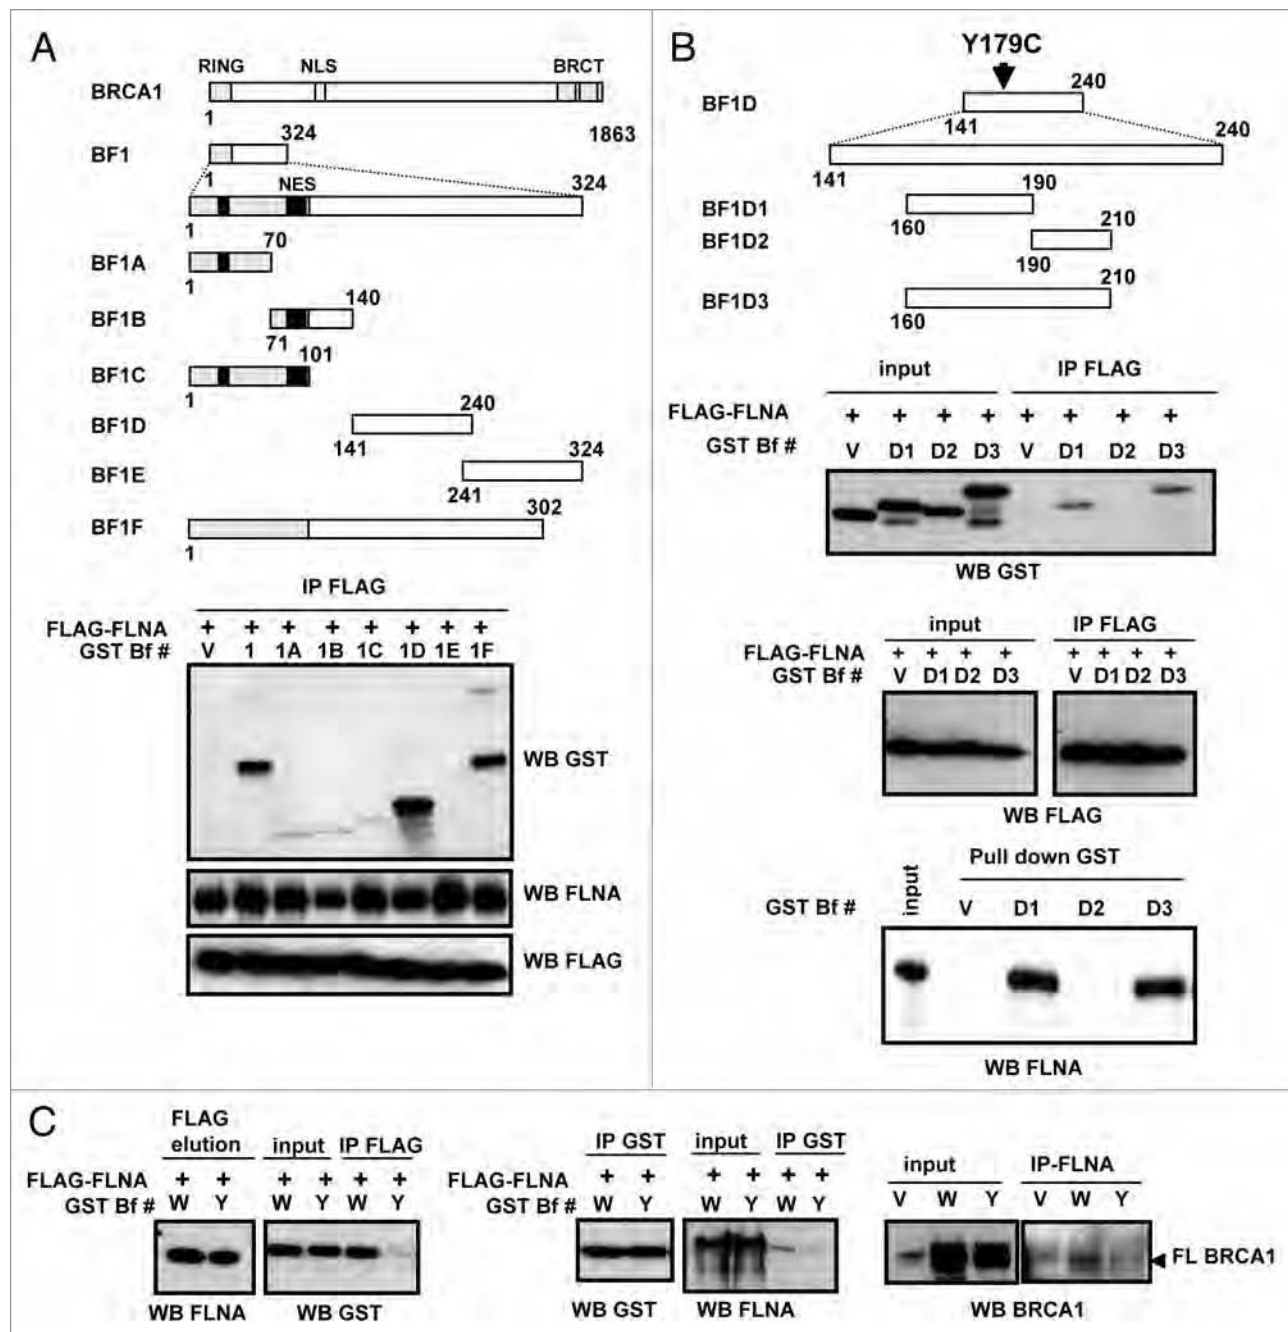 A
RING NLS BRCT
BRCA1
1 1863
324
BF1
1 NES 324
1
70
BF1A
1
140
BF1B
71 101
BF1C
1
240
BF1D
141 324
BF1E
241
302
BF1F
1
IP FLAG
FLAG-FLNA + + + + + + + +
GST Bf # V 1 1A 1B 1C 1D 1E 1F
WB GST
WB FLNA
WB FLAG
B
Y179C
240
BF1D
141 240
141 190
BF1D1
160 210
BF1D2
190 210
BF1D3
160
input IP FLAG
FLAG-FLNA + + + + + + + +
GST Bf # V D1 D2 D3 V D1 D2 D3
WB GST
input IP FLAG
FLAG-FLNA + + + + + + + +
GST Bf # V D1 D2 D3 V D1 D2 D3
WB FLAG
Pull down GST
input
GST Bf # V D1 D2 D3
WB FLNA
C
FLAG
elution input IP FLAG
FLAG-FLNA + + + + + +
GST Bf # W Y W Y W Y
WB FLNA WB GST
IP GST input IP GST
FLAG-FLNA + + + + + +
GST Bf # W Y W Y W Y
WB GST WB FLNA
input IP-FLNA
V W Y V W Y
FL BRCA1
WB BRCA1